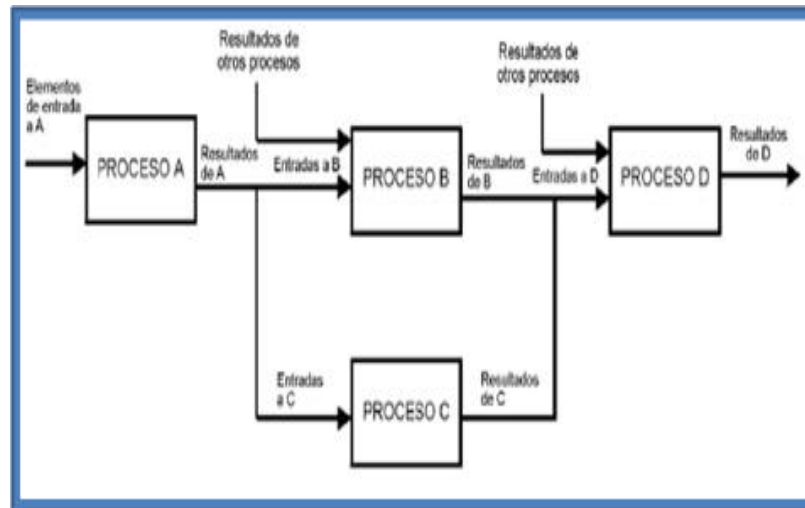 Elementos
de entrada
a A
PROCESO A
Resultados
de A
Resultados de
otros procesos
Entradas a B
PROCESO B
Resultados
de B
Resultados de
otros procesos
Entradas a D
PROCESO D
Resultados
de D
Entradas
a C
PROCESO C
Resultados
de C